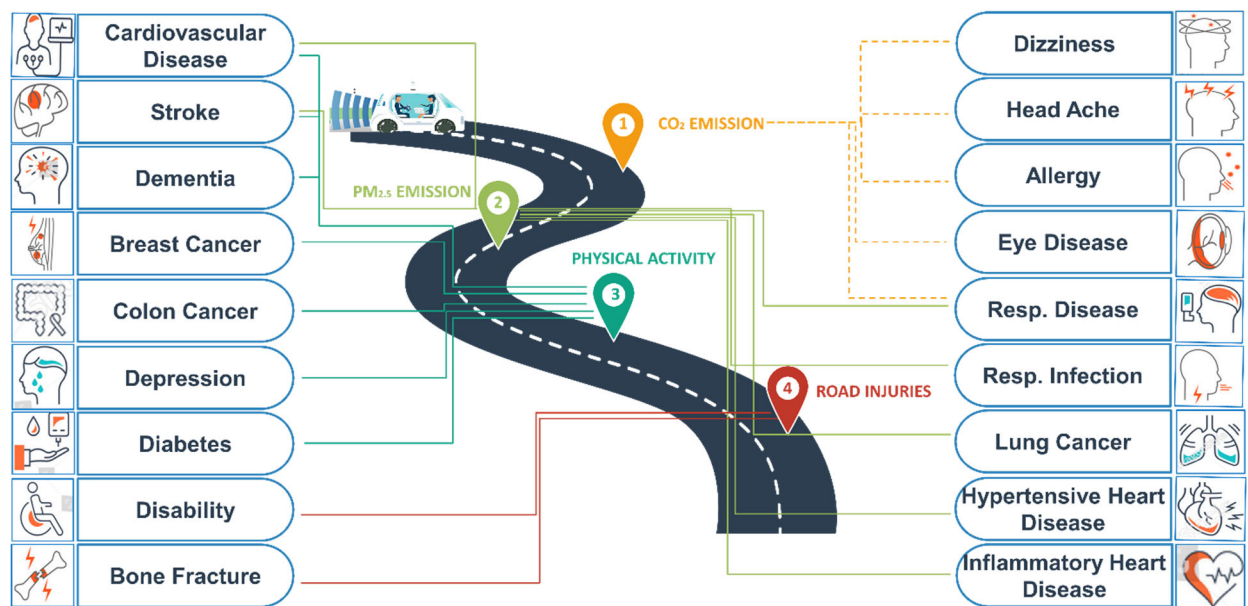 Cardiovascular
Disease
Stroke
Dementia
Breast Cancer
Colon Cancer
Depression
Diabetes
Disability
Bone Fracture
1
CO₂ EMISSION
PM₂.₅ EMISSION
2
PHYSICAL ACTIVITY
3
4
ROAD INJURIES
Dizziness
Head Ache
Allergy
Eye Disease
Resp. Disease
Resp. Infection
Lung Cancer
Hypertensive Heart
Disease
Inflammatory Heart
Disease